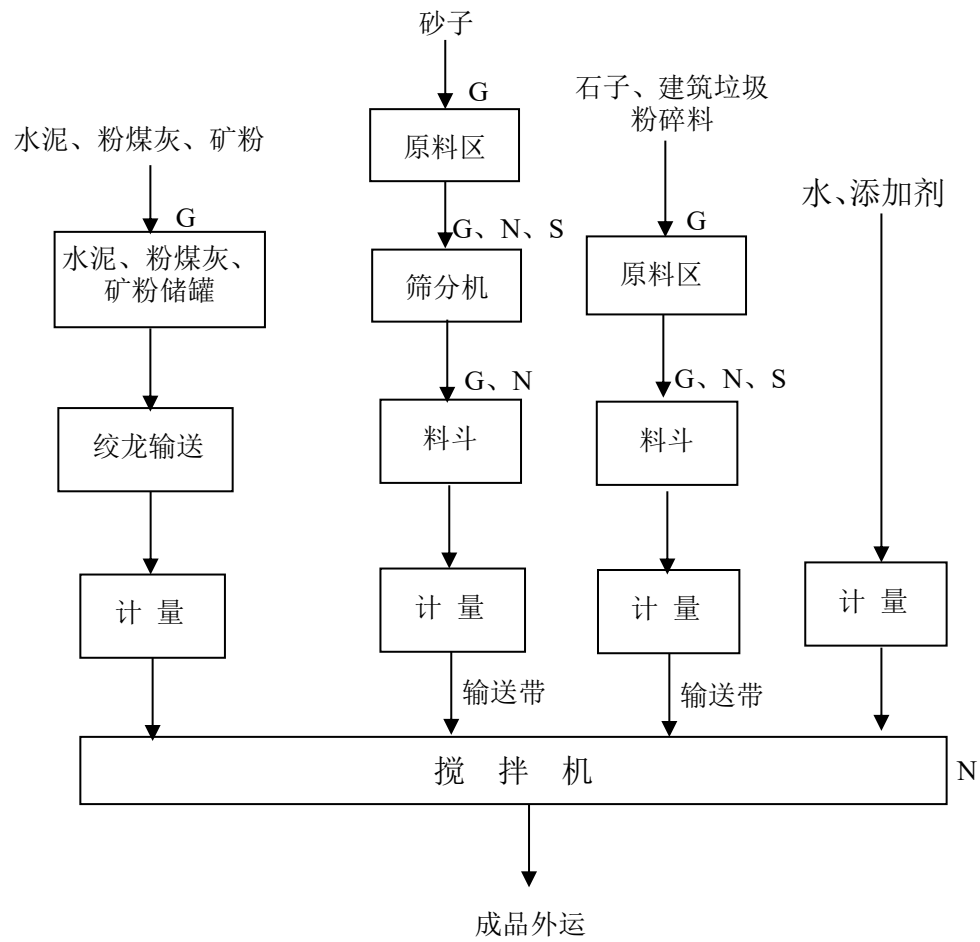 砂子
G
石子、建筑垃圾
粉碎料
水泥、粉煤灰、矿粉
原料区
水、添加剂
G
G、N、S
G
水泥、粉煤灰、
矿粉储罐
筛分机
原料区
G、N
G、N、S
绞龙输送
料斗
料斗
计 量
计 量
计 量
计 量
输送带
输送带
搅 拌 机
N
成品外运